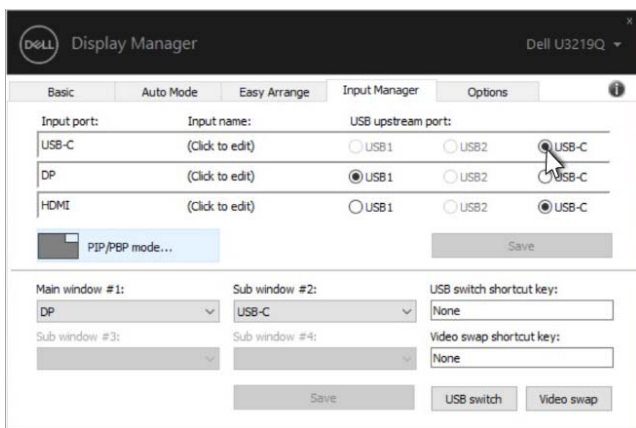 DELL Display Manager Dell U3219Q
Basic Auto Mode Easy Arrange Input Manager Options
Input port: Input name: USB upstream port:
USB-C (Click to edit) USB1 USB2 USB-C
DP (Click to edit) USB1 USB2 USB-C
HDMI (Click to edit) USB1 USB2 USB-C
PIP/PBP mode... Save
Main window #1: Sub window #2: USB switch shortcut key:
DP USB-C None
Sub window #3: Sub window #4: Video swap shortcut key:
None
Save USB switch Video swap